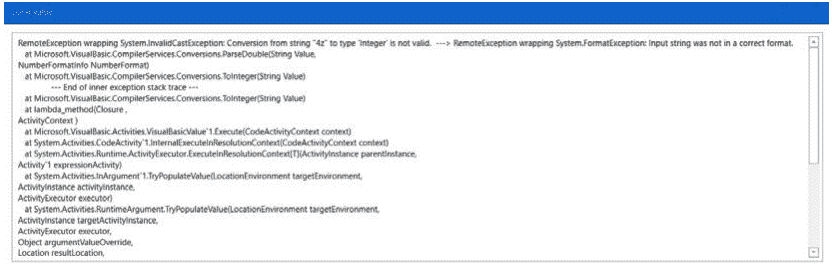 RemoteException wrapping System.InvalidCastException: Conversion from string "4z" to type 'Integer' is not valid. ---> RemoteException wrapping System.FormatException: Input string was not in a correct format.
at Microsoft.VisualBasic.CompilerServices.Conversions.ParseDouble(String Value,
NumberFormatInfo NumberFormat)
at Microsoft.VisualBasic.CompilerServices.Conversions.ToInteger(String Value)
--- End of inner exception stack trace ---
at Microsoft.VisualBasic.CompilerServices.Conversions.ToInteger(String Value)
at lambda_method(Closure ,
ActivityContext )
at Microsoft.VisualBasic.Activities.VisualBasicValue`1.Execute(CodeActivityContext context)
at System.Activities.CodeActivity`1.InternalExecuteInResolutionContext(CodeActivityContext context)
at System.Activities.Runtime.ActivityExecutor.ExecuteInResolutionContext[T](ActivityInstance parentInstance,
Activity`1 expressionActivity)
at System.Activities.InArgument`1.TryPopulateValue(LocationEnvironment targetEnvironment,
ActivityInstance activityInstance,
ActivityExecutor executor)
at System.Activities.RuntimeArgument.TryPopulateValue(LocationEnvironment targetEnvironment,
ActivityInstance targetActivityInstance,
ActivityExecutor executor,
Object argumentValueOverride,
Location resultLocation,